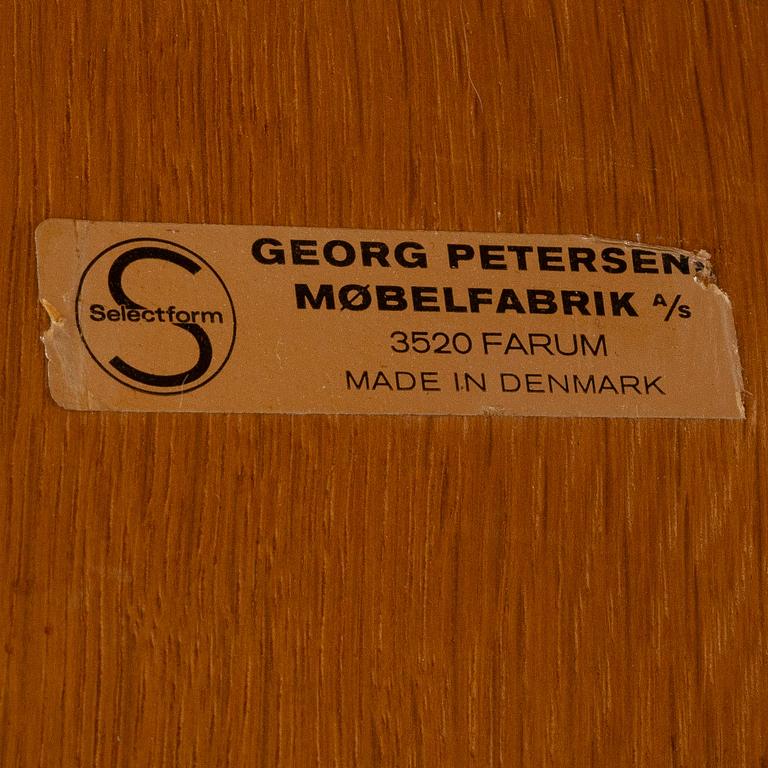 Selectform
GEORG PETERSENS
MØBELFABRIK A/S
3520 FARUM
MADE IN DENMARK